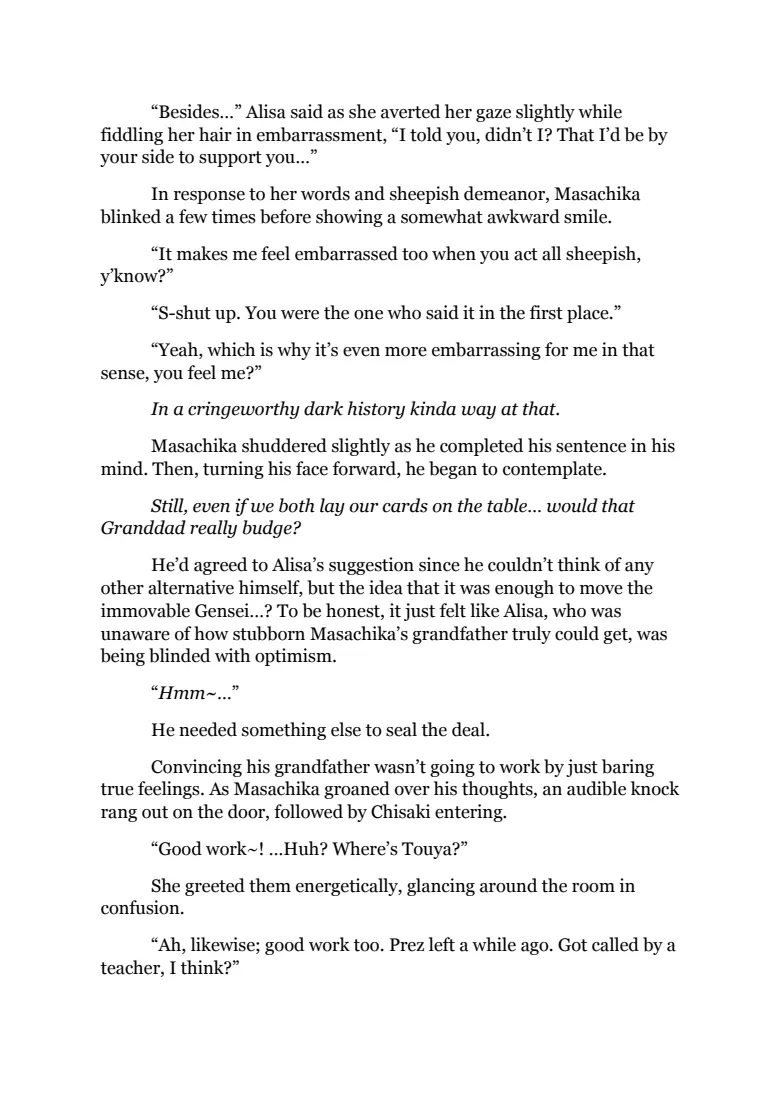 “Besides…” Alisa said as she averted her gaze slightly while
fiddling her hair in embarrassment, “I told you, didn’t I? That I’d be by
your side to support you…”
In response to her words and sheepish demeanor, Masachika
blinked a few times before showing a somewhat awkward smile.
“It makes me feel embarrassed too when you act all sheepish,
y’know?”
“S-shut up. You were the one who said it in the first place.”
“Yeah, which is why it’s even more embarrassing for me in that
sense, you feel me?”
In a cringeworthy dark history kinda way at that.
Masachika shuddered slightly as he completed his sentence in his
mind. Then, turning his face forward, he began to contemplate.
Still, even if we both lay our cards on the table… would that
Granddad really budge?
He’d agreed to Alisa’s suggestion since he couldn’t think of any
other alternative himself, but the idea that it was enough to move the
immovable Gensei…? To be honest, it just felt like Alisa, who was
unaware of how stubborn Masachika’s grandfather truly could get, was
being blinded with optimism.
“Hmm~…”
He needed something else to seal the deal.
Convincing his grandfather wasn’t going to work by just baring
true feelings. As Masachika groaned over his thoughts, an audible knock
rang out on the door, followed by Chisaki entering.
“Good work~! …Huh? Where’s Touya?”
She greeted them energetically, glancing around the room in
confusion.
“Ah, likewise; good work too. Prez left a while ago. Got called by a
teacher, I think?”